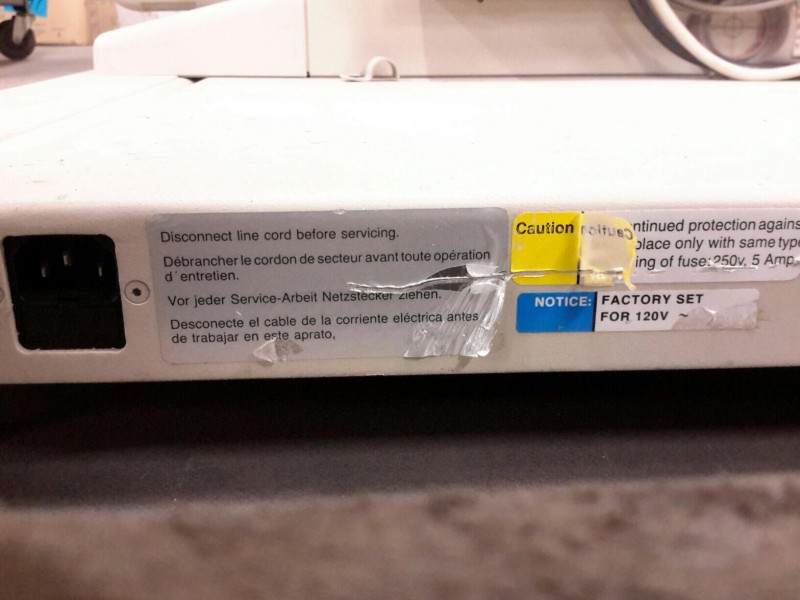 Disconnect line cord before servicing.
Débrancher le cordon de secteur avant toute opération
d´entretien.
Vor jeder Service-Arbeit Netzstecker ziehen.
Desconecte el cable de la corriente eléctrica antes
de trabajar en este aprato,
Caution
Caution
ntinued protection agains
place only with same type
ing of fuse: 250v, 5 Amp
NOTICE: FACTORY SET
FOR 120V ~